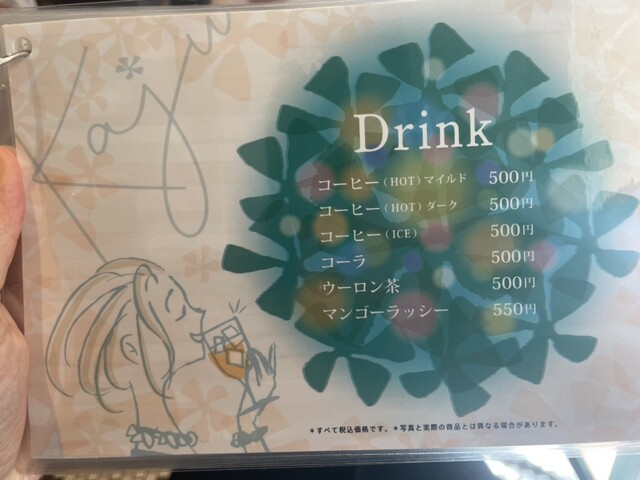 Drink
コーヒー(HOT)マイルド 500円
コーヒー(HOT)ダーク 500円
コーヒー(ICE) 500円
コーラ 500円
ウーロン茶 500円
マンゴーラッシー 550円
*すべて税込価格です。*写真と実際の商品とは異なる場合があります。